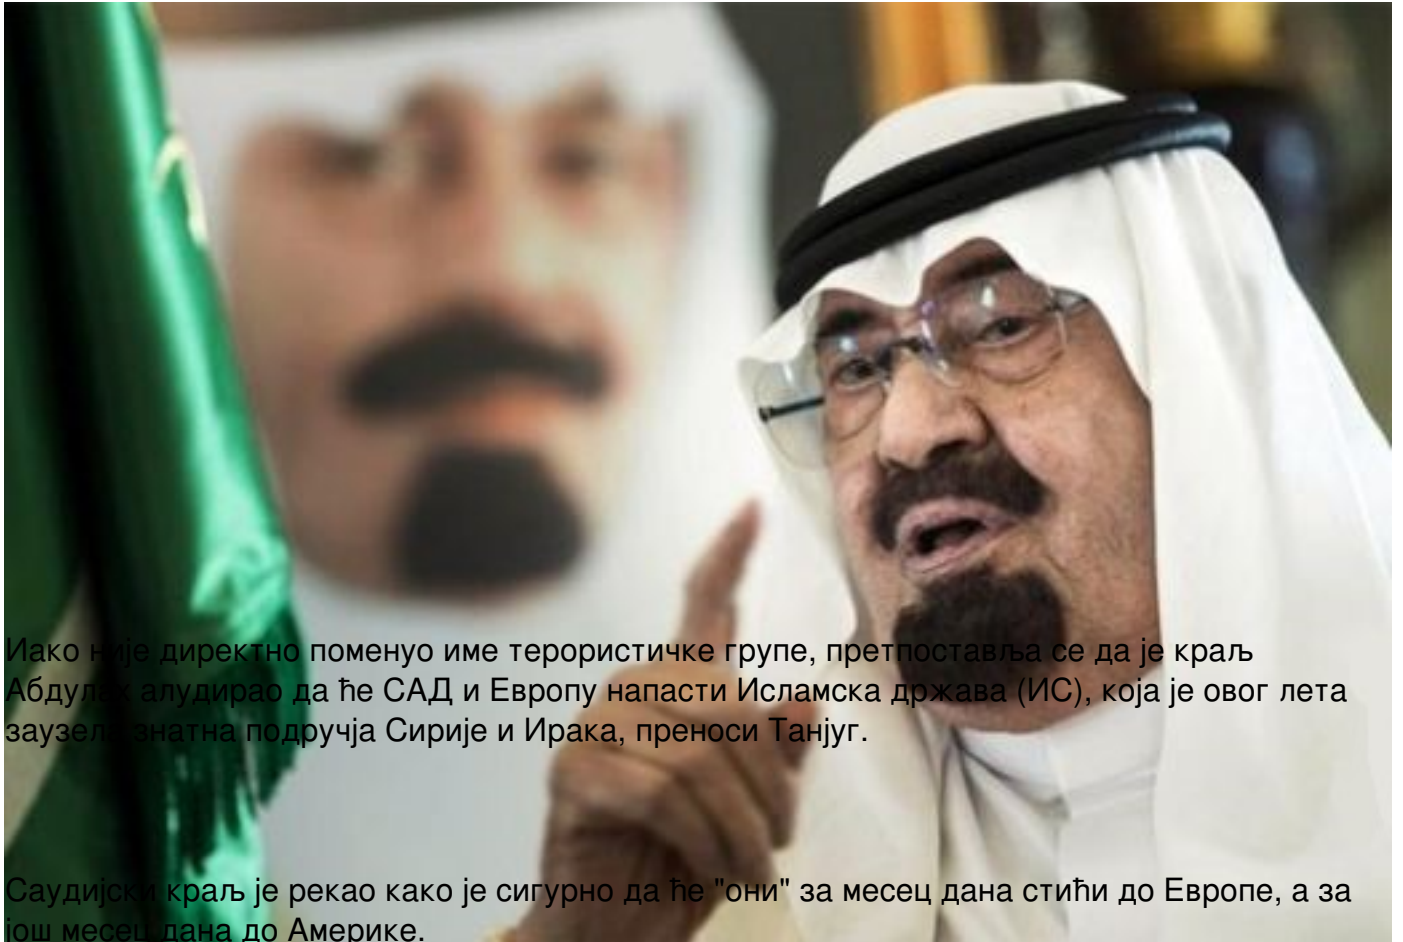 Иако није директно поменуо име терористичке групе, претпоставља се да је краљ
Абдулах алудирао да ће САД и Европу напасти Исламска држава (ИС), која је овог лета
заузела знатна подручја Сирије и Ирака, преноси Танјуг.
Саудијски краљ је рекао како је сигурно да ће "они" за месец дана стићи до Европе, а за
још месец дана до Америке.